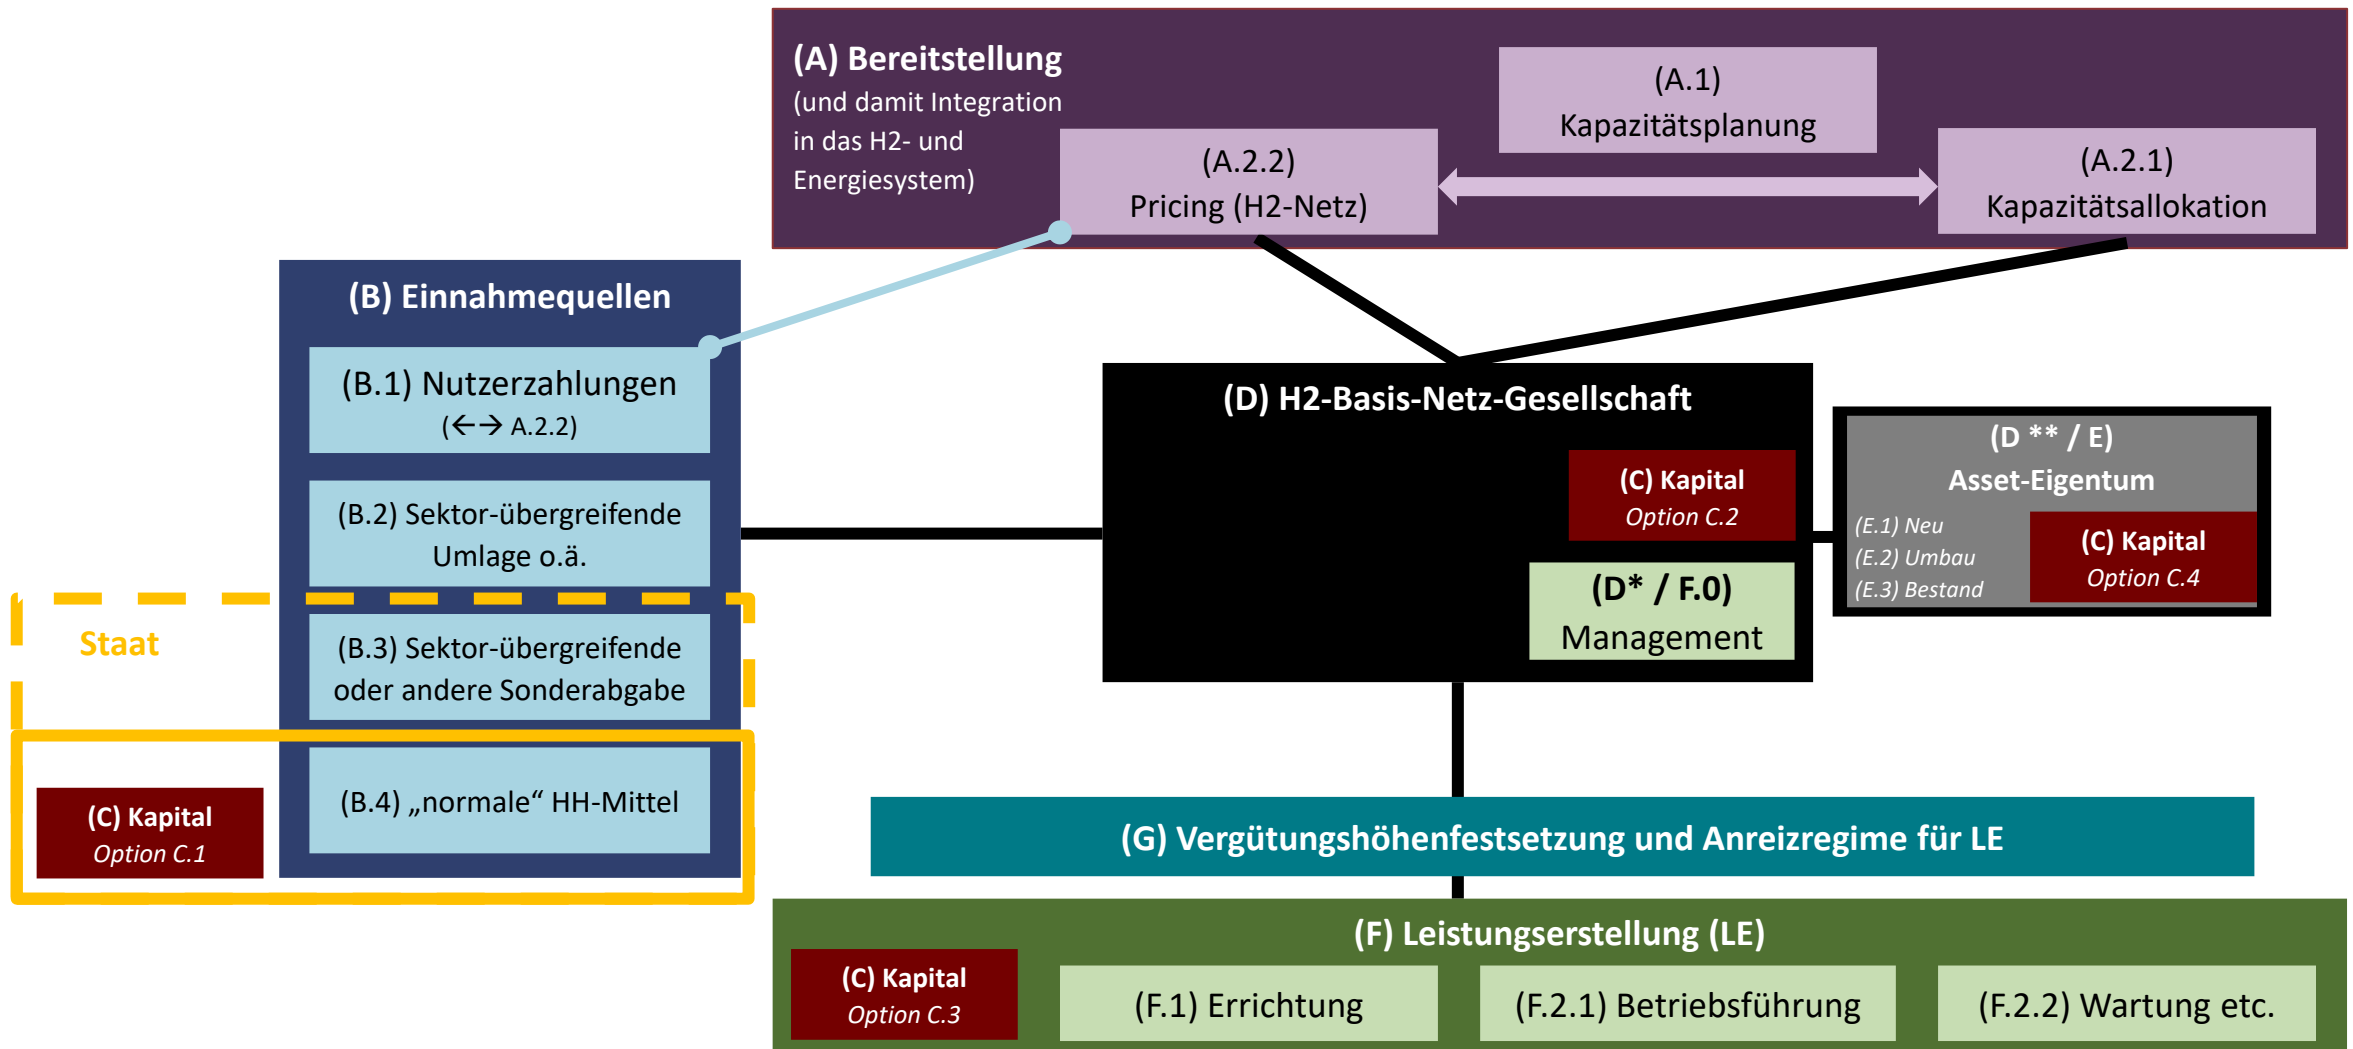 (A) Bereitstellung
(und damit Integration
in das H2- und
Energiesystem)
(A.1)
Kapazitätsplanung
(A.2.2)
Pricing (H2-Netz)
(A.2.1)
Kapazitätsallokation
(B) Einnahmequellen
(B.1) Nutzerzahlungen
(←→ A.2.2)
(B.2) Sektor-übergreifende
Umlage o.ä.
Staat
(B.3) Sektor-übergreifende
oder andere Sonderabgabe
(B.4) „normale“ HH-Mittel
(C) Kapital
Option C.1
(D) H2-Basis-Netz-Gesellschaft
(C) Kapital
Option C.2
(D* / F.0)
Management
(D ** / E)
Asset-Eigentum
(E.1) Neu
(E.2) Umbau
(E.3) Bestand
(C) Kapital
Option C.4
(G) Vergütungshöhenfestsetzung und Anreizregime für LE
(F) Leistungserstellung (LE)
(C) Kapital
Option C.3
(F.1) Errichtung
(F.2.1) Betriebsführung
(F.2.2) Wartung etc.